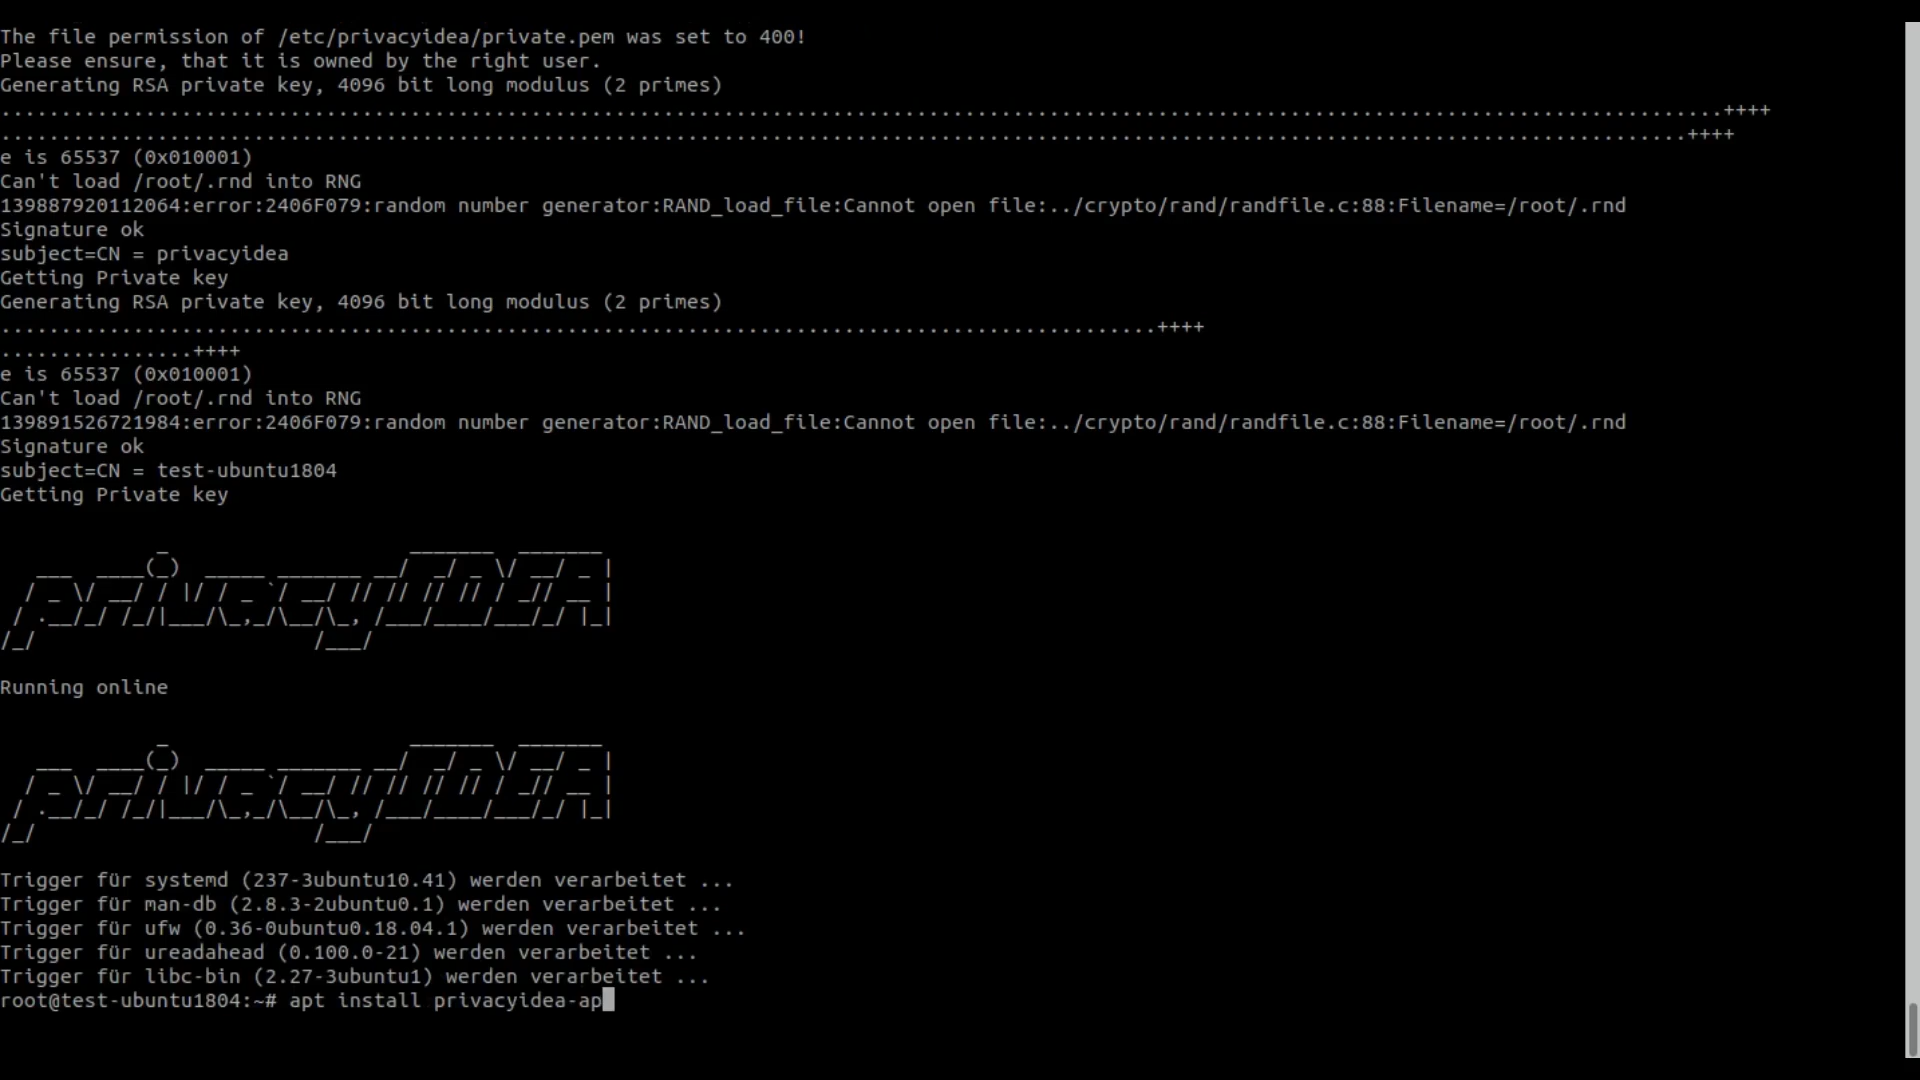 The file permission of /etc/privacyidea/private.pem was set to 400!
Please ensure, that it is owned by the right user.
Generating RSA private key, 4096 bit long modulus (2 primes)
...............................................................................................................................................++++
............................................................................................................................................++++
e is 65537 (0x010001)
Can't load /root/.rnd into RNG
139887920112064:error:2406F079:random number generator:RAND_load_file:Cannot open file:../crypto/rand/randfile.c:88:Filename=/root/.rnd
Signature ok
subject=CN = privacyidea
Getting Private key
Generating RSA private key, 4096 bit long modulus (2 primes)
................................................................................................++++
................++++
e is 65537 (0x010001)
Can't load /root/.rnd into RNG
139891526721984:error:2406F079:random number generator:RAND_load_file:Cannot open file:../crypto/rand/randfile.c:88:Filename=/root/.rnd
Signature ok
subject=CN = test-ubuntu1804
Getting Private key
privacyIDEA
Running online
privacyIDEA
Trigger für systemd (237-3ubuntu10.41) werden verarbeitet ...
Trigger für man-db (2.8.3-2ubuntu0.1) werden verarbeitet ...
Trigger für ufw (0.36-0ubuntu0.18.04.1) werden verarbeitet ...
Trigger für ureadahead (0.100.0-21) werden verarbeitet ...
Trigger für libc-bin (2.27-3ubuntu1) werden verarbeitet ...
root@test-ubuntu1804:~# apt install privacyidea-ap